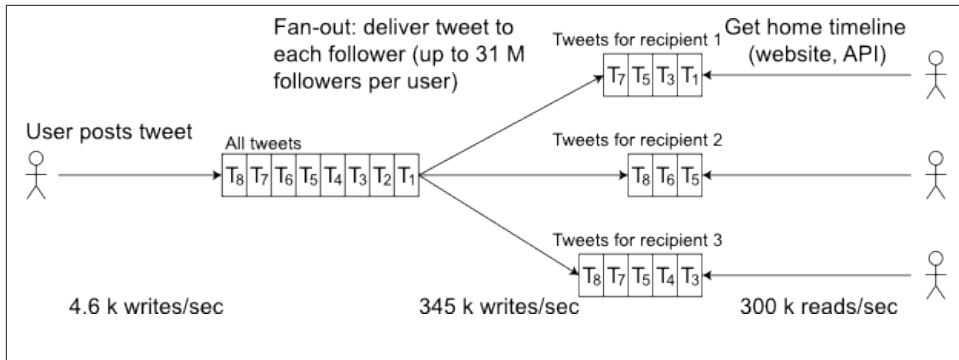 Fan-out: deliver tweet to
each follower (up to 31 M
followers per user)
Tweets for recipient 1
T7 T5 T3 T1
Get home timeline
(website, API)
User posts tweet
All tweets
T8 T7 T6 T5 T4 T3 T2 T1
Tweets for recipient 2
T8 T6 T5
Tweets for recipient 3
T8 T7 T5 T4 T3
4.6 k writes/sec
345 k writes/sec
300 k reads/sec